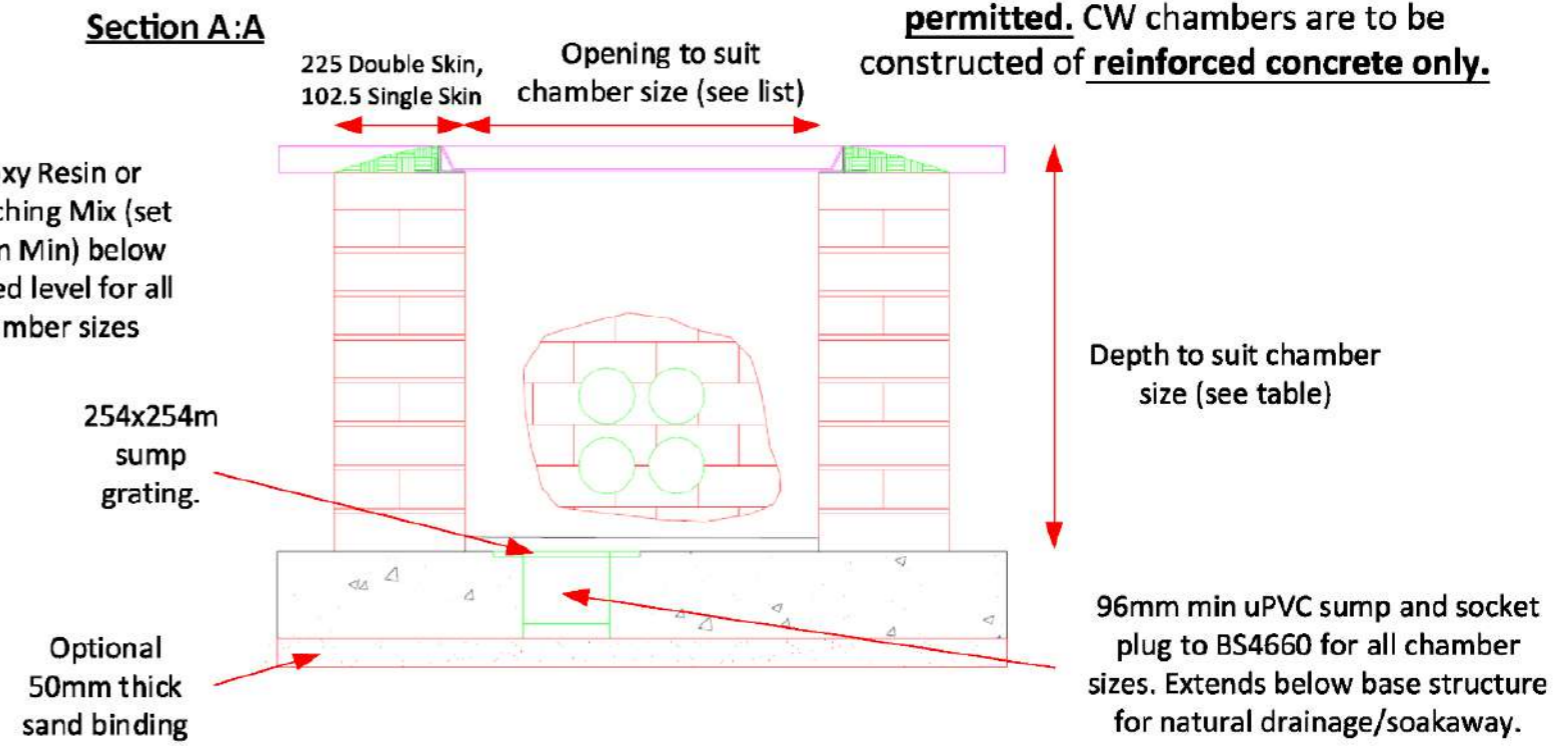 Section A:A
permitted. CW chambers are to be
constructed of reinforced concrete only.
225 Double Skin,
102.5 Single Skin
Opening to suit
chamber size (see list)
Resin or
Mix (set
Min) below
level for all
sizes
254x254m
sump
grating.
Depth to suit chamber
size (see table)
Optional
50mm thick
sand binding
96mm min uPVC sump and socket
plug to BS4660 for all chamber
sizes. Extends below base structure
for natural drainage/soakaway.